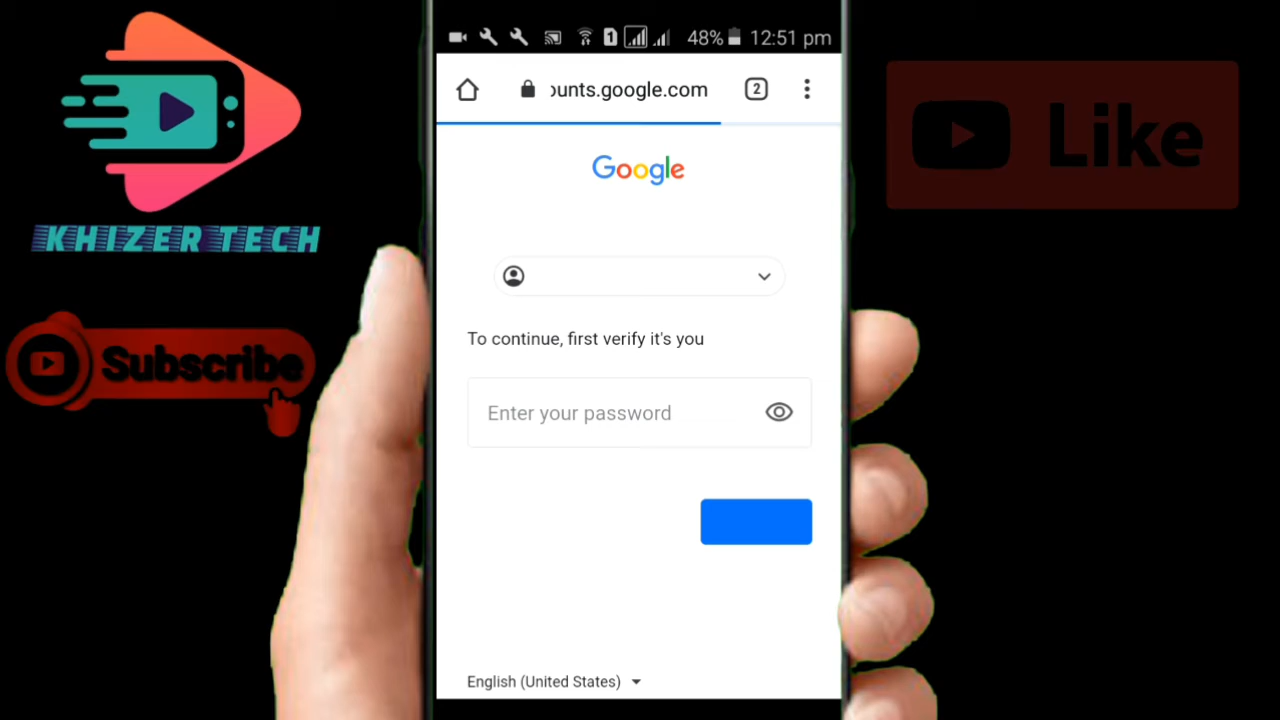 KHIZER TECH
Subscribe
1
48%
12:51 pm
ounts.google.com
2
Google
To continue, first verify it's you
Enter your password
English (United States)
Like